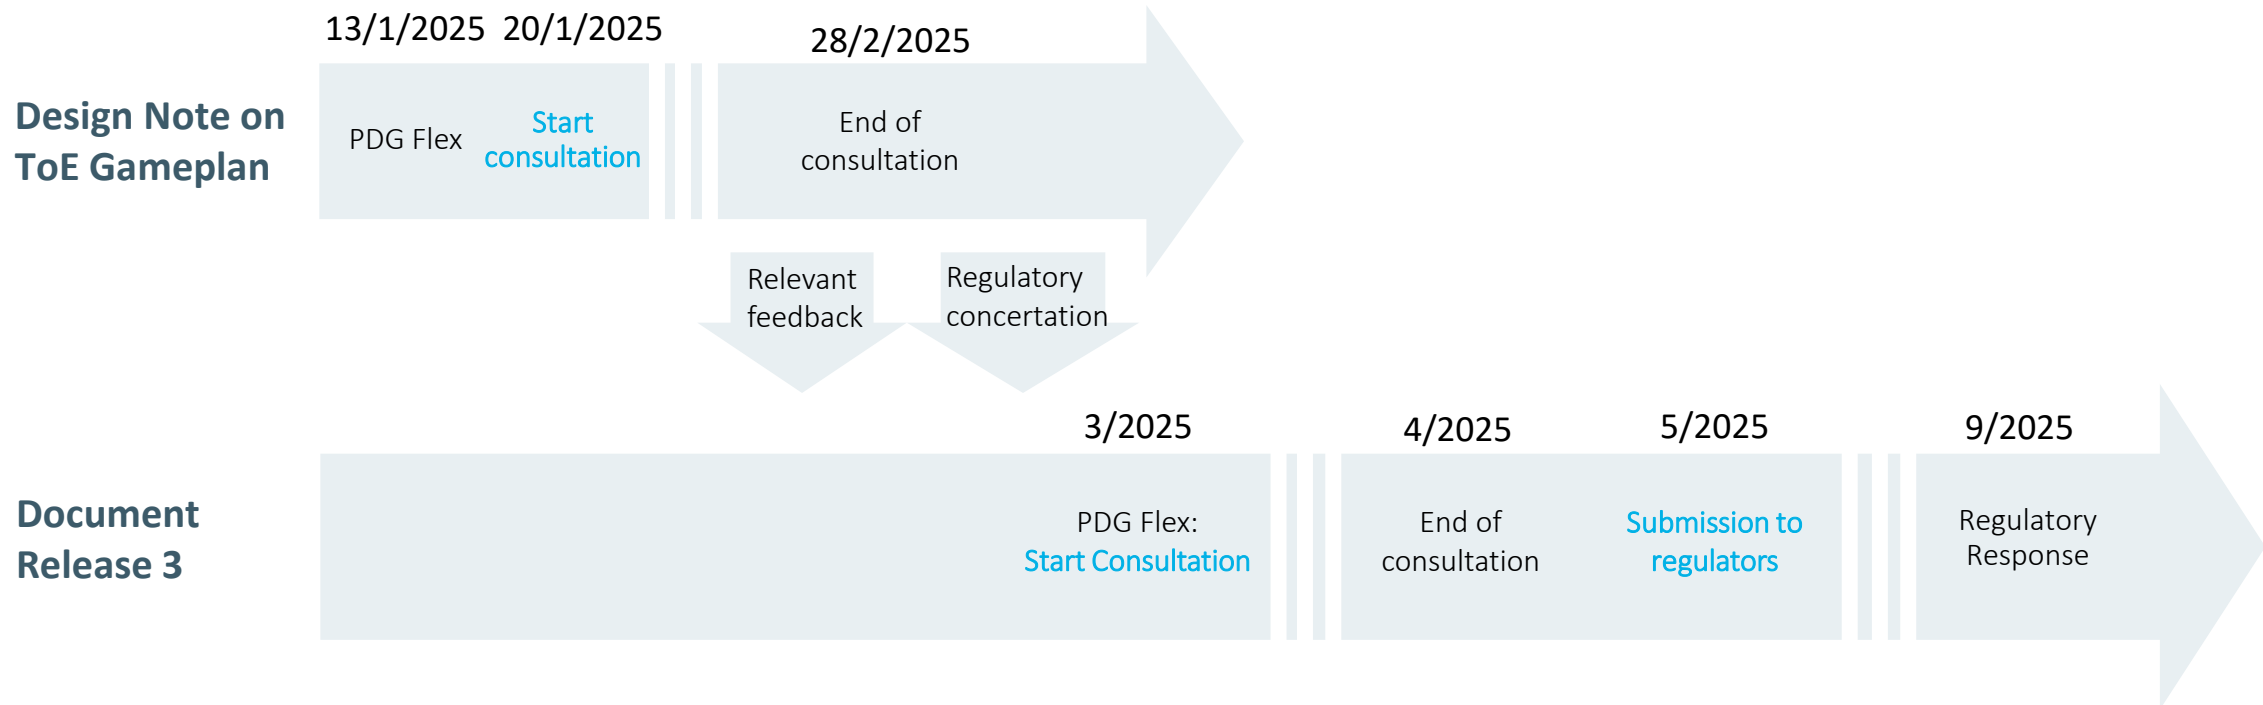 13/1/2025 20/1/2025 28/2/2025
Design Note on
ToE Gameplan
PDG Flex
Start
consultation
End of
consultation
Relevant
feedback
Regulatory
concertation
3/2025 4/2025 5/2025 9/2025
Document
Release 3
PDG Flex:
Start Consultation
End of
consultation
Submission to
regulators
Regulatory
Response